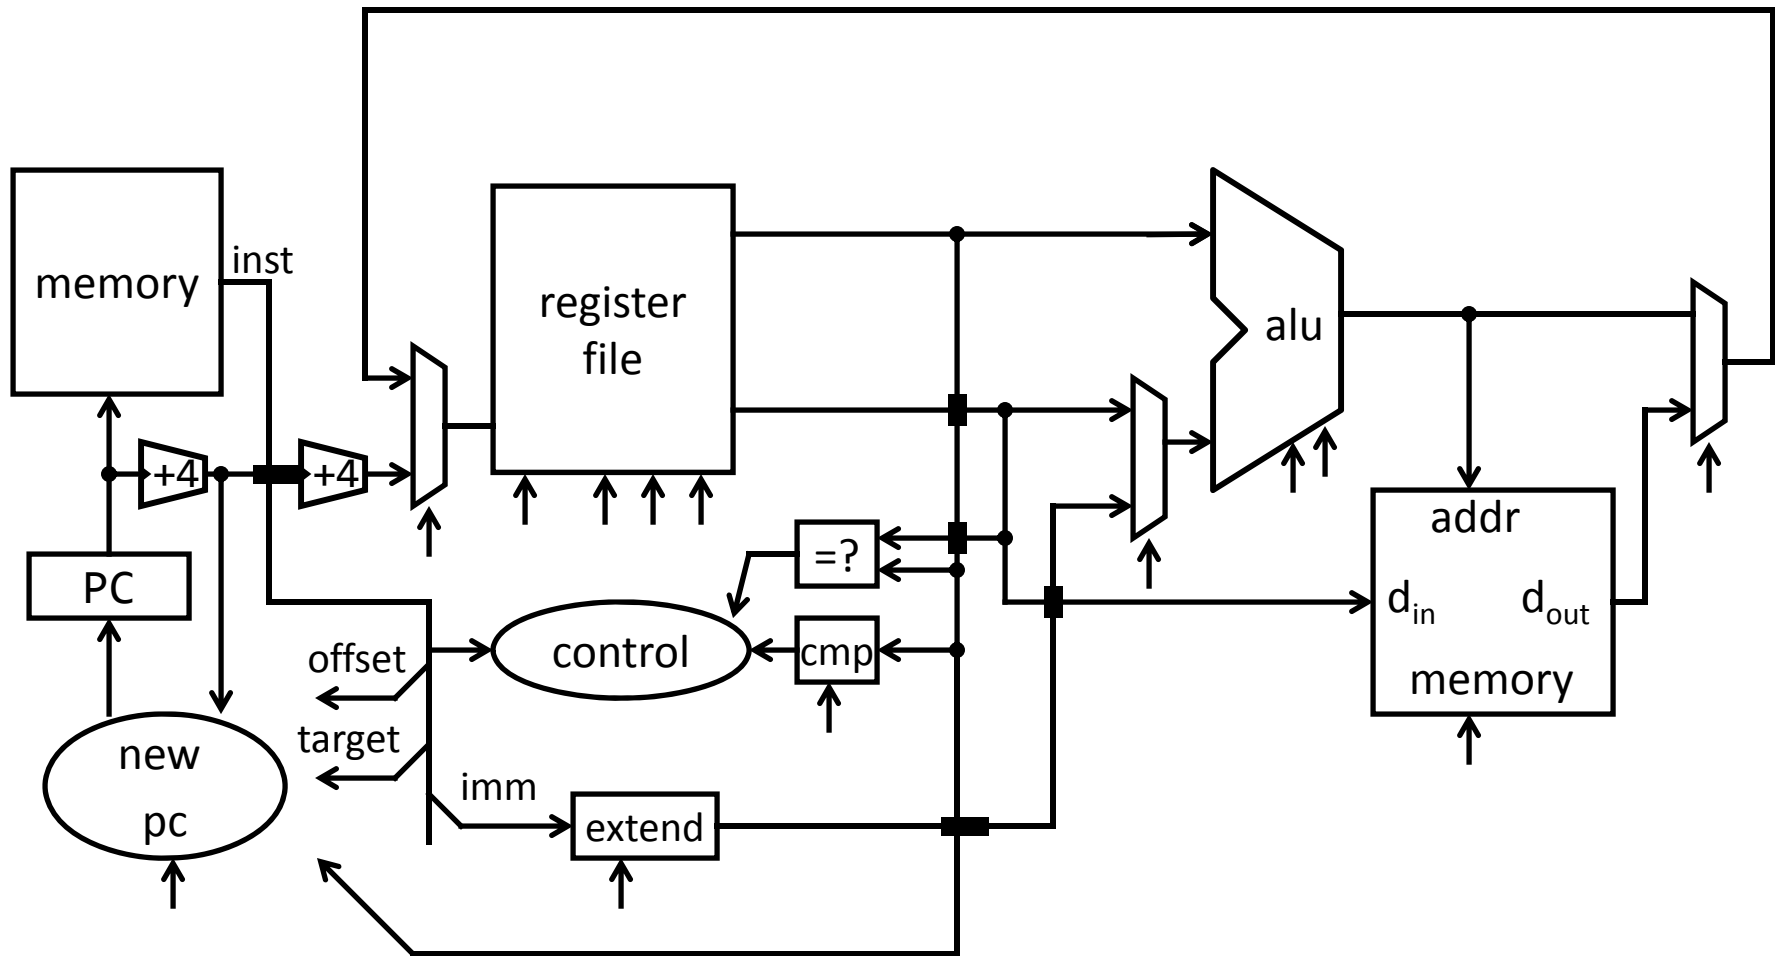 memory
inst
register
file
alu
+4
+4
PC
=?
addr
d_in
d_out
memory
offset
control
cmp
target
new
pc
imm
extend